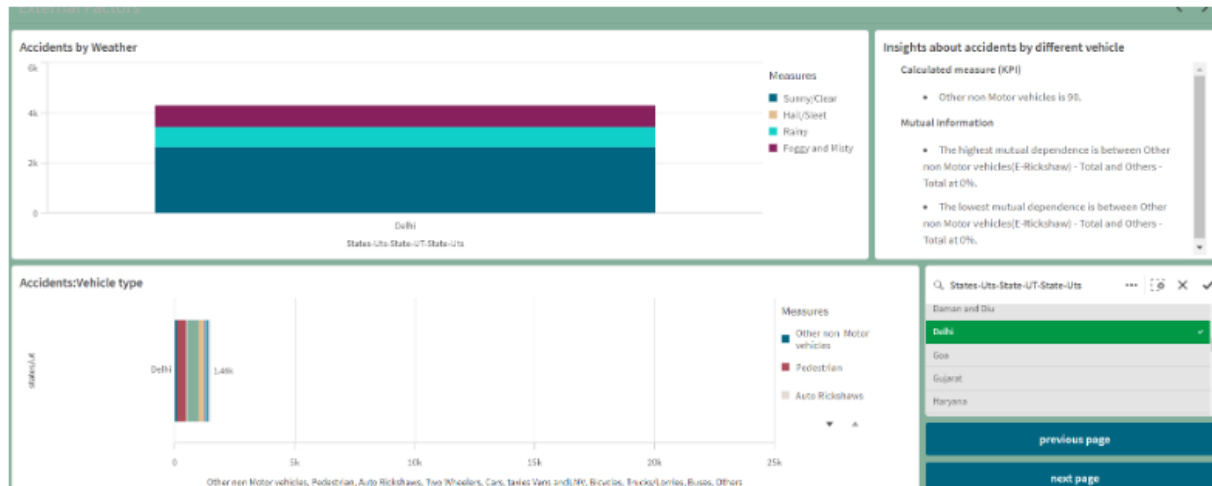 External Factors
Accidents by Weather
6k
4k
2k
0
Delhi
States-Uts-State-UT-State-Uts
Measures
Sunny/Clear
Hail/Sleet
Rainy
Foggy and Misty
Insights about accidents by different vehicle
Calculated measure (KPI)
• Other non Motor vehicles is 90.
Mutual Information
• The highest mutual dependence is between Other
non Motor vehicles(E-Rickshaw) - Total and Others -
Total at 0%.
• The lowest mutual dependence is between Other
non Motor vehicles(E-Rickshaw) - Total and Others -
Total at 0%.
Accidents:Vehicle type
states/ut
Delhi
1.46k
0
5k
10k
15k
20k
25k
Other non Motor vehicles, Pedestrian, Auto Rickshaws, Two Wheelers, Cars, taxies Vans and LMV, Bicycles, Trucks/Lorries, Buses, Others
Measures
Other non Motor
vehicles
Pedestrian
Auto Rickshaws
States-Uts-State-UT-State-Uts
Daman and Diu
Delhi
Goa
Gujarat
Haryana
previous page
next page